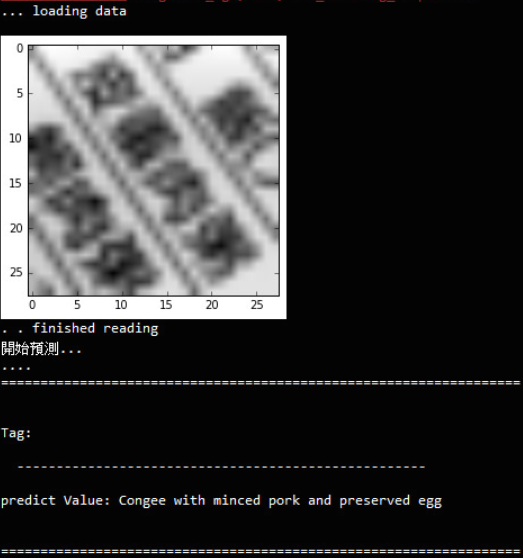 ... loading data
0
5
10
15
20
25
0 5 10 15 20 25
. . finished reading
開始預測...
....
==================================================================
Tag:
----------------------------------------------------
predict Value: Congee with minced pork and preserved egg
==================================================================